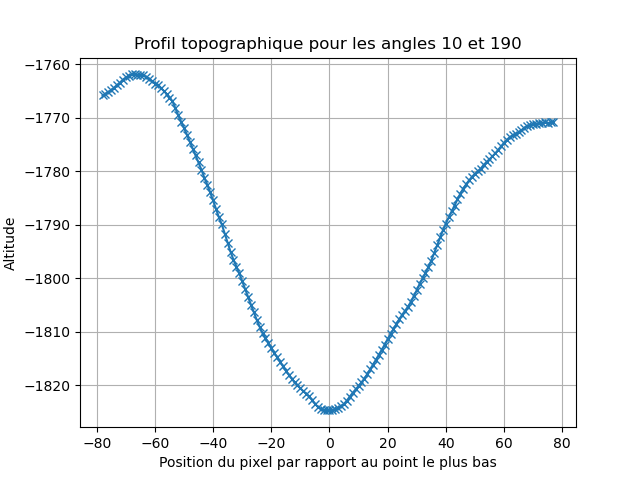 Profil topographique pour les angles 10 et 190
−1760
−1770
−1780
−1790
−1800
−1810
−1820
Altitude
−80 −60 −40 −20 0 20 40 60 80
Position du pixel par rapport au point le plus bas